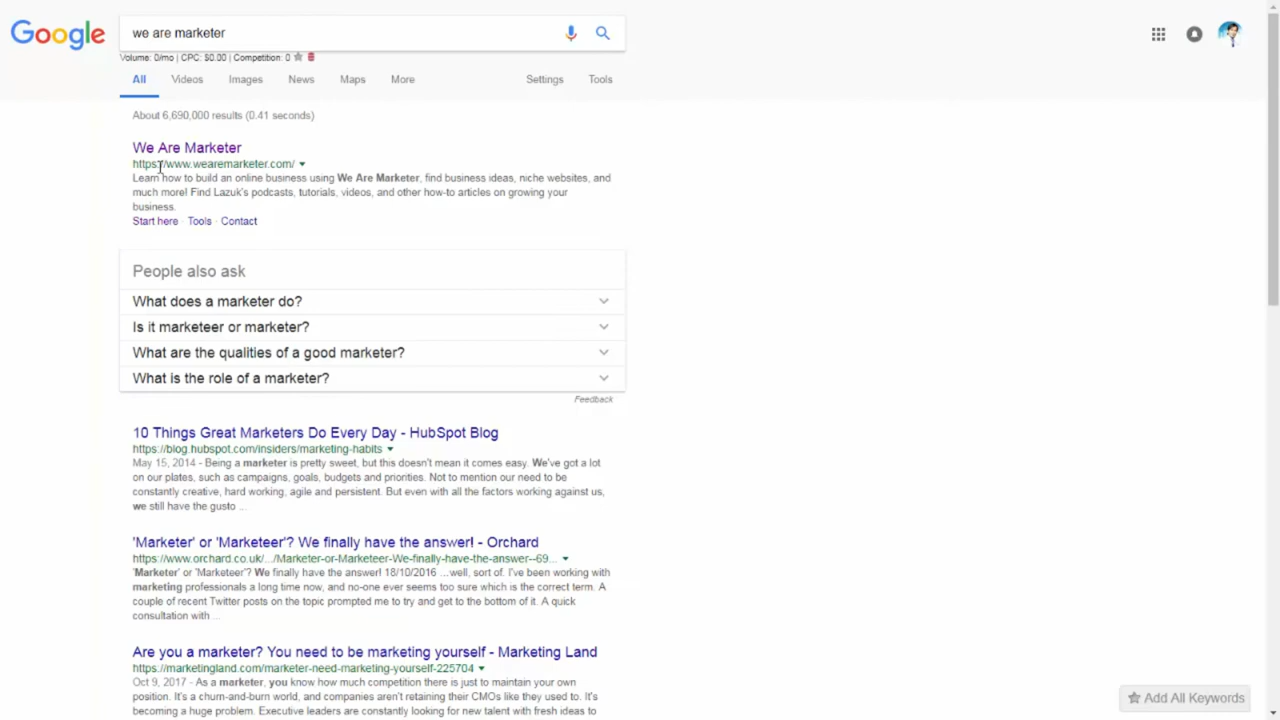 Google
we are marketer
Volume: 0/mo | CPC: $0.00 | Competition: 0
All Videos Images News Maps More Settings Tools
About 6,690,000 results (0.41 seconds)
We Are Marketer
https://www.wearemarketer.com/
Learn how to build an online business using We Are Marketer, find business ideas, niche websites, and
much more! Find Lazuk's podcasts, tutorials, videos, and other how-to articles on growing your
business.
Start here · Tools · Contact
People also ask
What does a marketer do?
Is it marketeer or marketer?
What are the qualities of a good marketer?
What is the role of a marketer?
Feedback
10 Things Great Marketers Do Every Day - HubSpot Blog
https://blog.hubspot.com/insiders/marketing-habits
May 15, 2014 - Being a marketer is pretty sweet, but this doesn't mean it comes easy. We've got a lot
on our plates, such as campaigns, goals, budgets and priorities. Not to mention our need to be
constantly creative, hard working, agile and persistent. But even with all the factors working against us,
we still have the gusto ...
'Marketer' or 'Marketeer'? We finally have the answer! - Orchard
https://www.orchard.co.uk/.../Marketer-or-Marketeer-We-finally-have-the-answer--69...
'Marketer' or 'Marketeer'? We finally have the answer! 18/10/2016 ...well, sort of. I've been working with
marketing professionals a long time now, and no-one ever seems too sure which is the correct term. A
couple of recent Twitter posts on the topic prompted me to try and get to the bottom of it. A quick
consultation with ...
Are you a marketer? You need to be marketing yourself - Marketing Land
https://marketingland.com/marketer-need-marketing-yourself-225704
Oct 9, 2017 - As a marketer, you know how much competition there is just to maintain your own
position. It's a churn-and-burn world, and companies aren't retaining their CMOs like they used to. It's
becoming a huge problem. Executive leaders are constantly looking for new talent with fresh ideas to
Add All Keywords